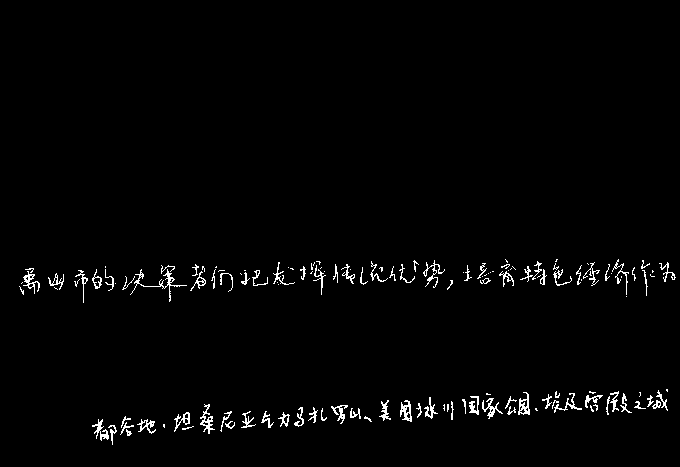 禹州市的决策者们把发挥传统优势，培育特色经济作为
都各地、坦桑尼亚乞力马扎罗山、美国冰川国家公园、埃及宫殿之城